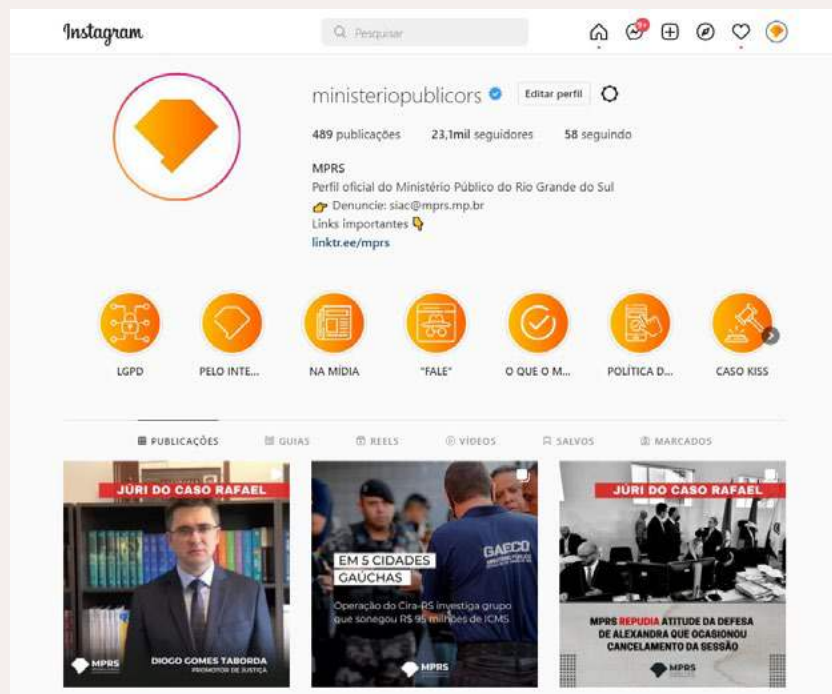 Instagram
Pesquisar
9+
ministeriopublicors
Editar perfil
489 publicações 23,1mil seguidores 58 seguindo
MPRS
Perfil oficial do Ministério Público do Rio Grande do Sul
👉 Denuncie: siac@mprs.mp.br
Links importantes 👇
linktr.ee/mprs
LGPD PELO INTE... NA MÍDIA "FALE" O QUE O M... POLÍTICA D... CASO KISS
PUBLICAÇÕES GUIAS REELS VÍDEOS SALVOS MARCADOS
JÚRI DO CASO RAFAEL
DIOGO GOMES TABORDA
PROMOTOR DE JUSTIÇA
MPRS
GAECO
EM 5 CIDADES
GAÚCHAS
Operação do Cira-RS investiga grupo
que sonegou R$ 95 milhões de ICMS
MPRS
JÚRI DO CASO RAFAEL
MPRS REPUDIA ATITUDE DA DEFESA
DE ALEXANDRA QUE OCASIONOU
CANCELAMENTO DA SESSÃO
MPRS